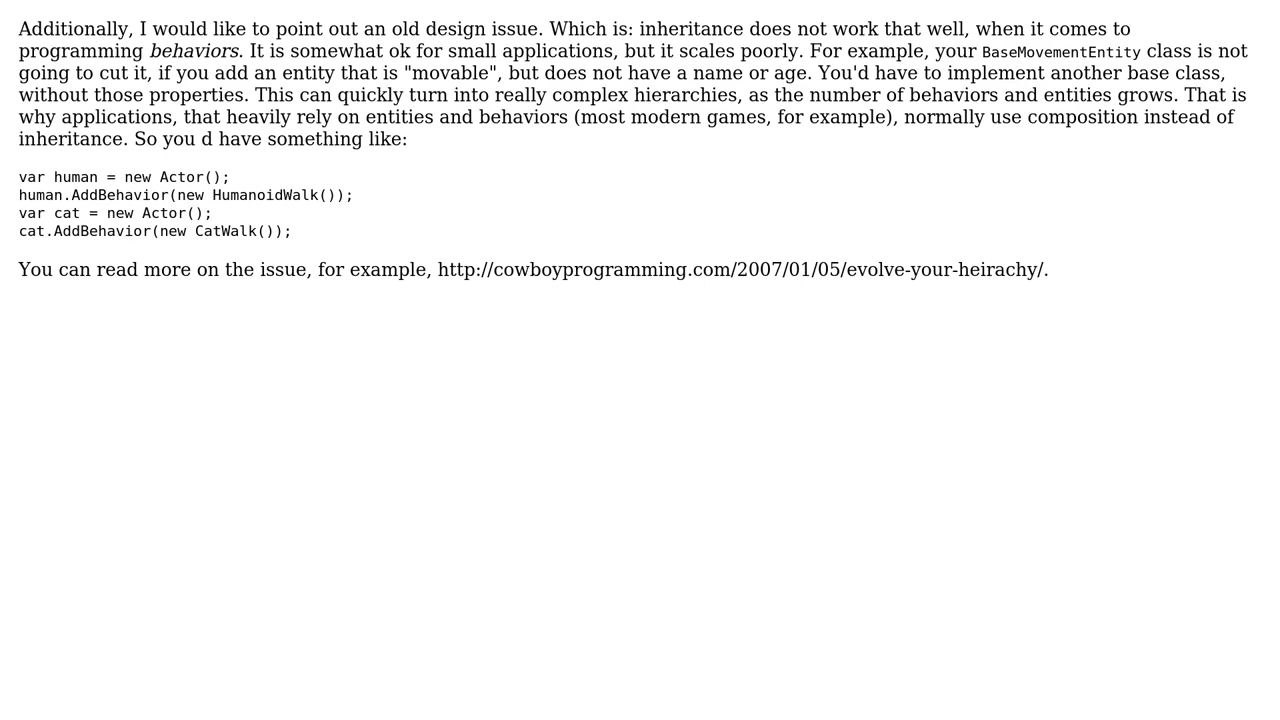 Additionally, I would like to point out an old design issue. Which is: inheritance does not work that well, when it comes to
programming behaviors. It is somewhat ok for small applications, but it scales poorly. For example, your BaseMovementEntity class is not
going to cut it, if you add an entity that is "movable", but does not have a name or age. You'd have to implement another base class,
without those properties. This can quickly turn into really complex hierarchies, as the number of behaviors and entities grows. That is
why applications, that heavily rely on entities and behaviors (most modern games, for example), normally use composition instead of
inheritance. So you d have something like:
var human = new Actor();
human.AddBehavior(new HumanoidWalk());
var cat = new Actor();
cat.AddBehavior(new CatWalk());
You can read more on the issue, for example, http://cowboyprogramming.com/2007/01/05/evolve-your-heirachy/.